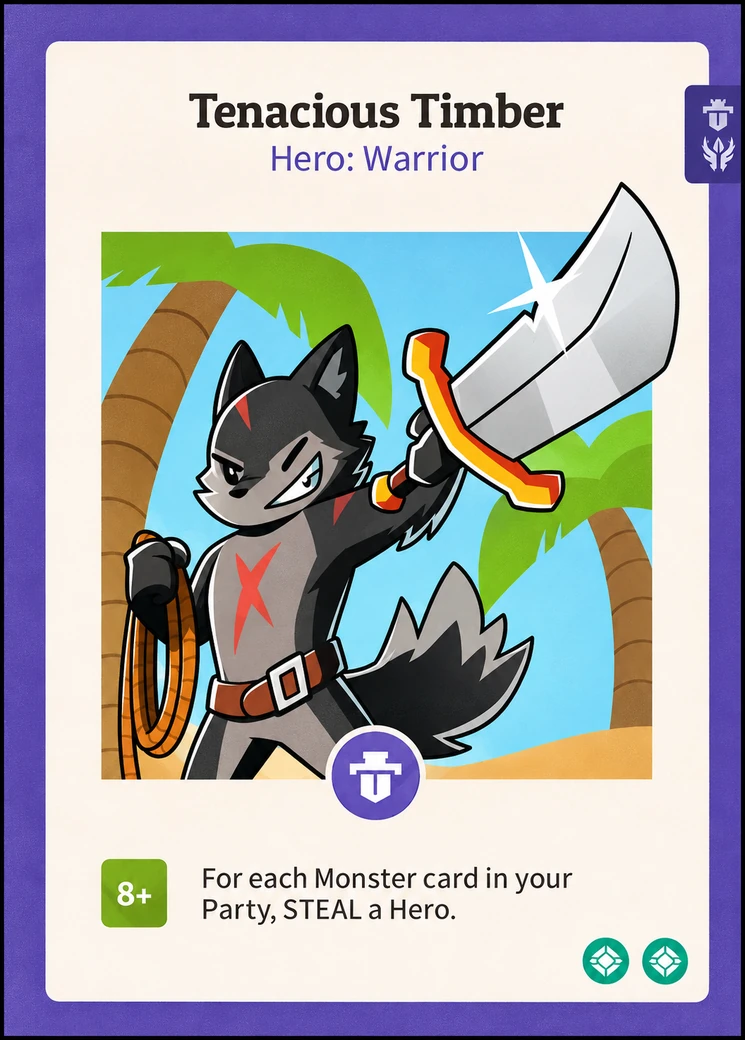 Tenacious Timber
Hero: Warrior
8+
For each Monster card in your
Party, STEAL a Hero.